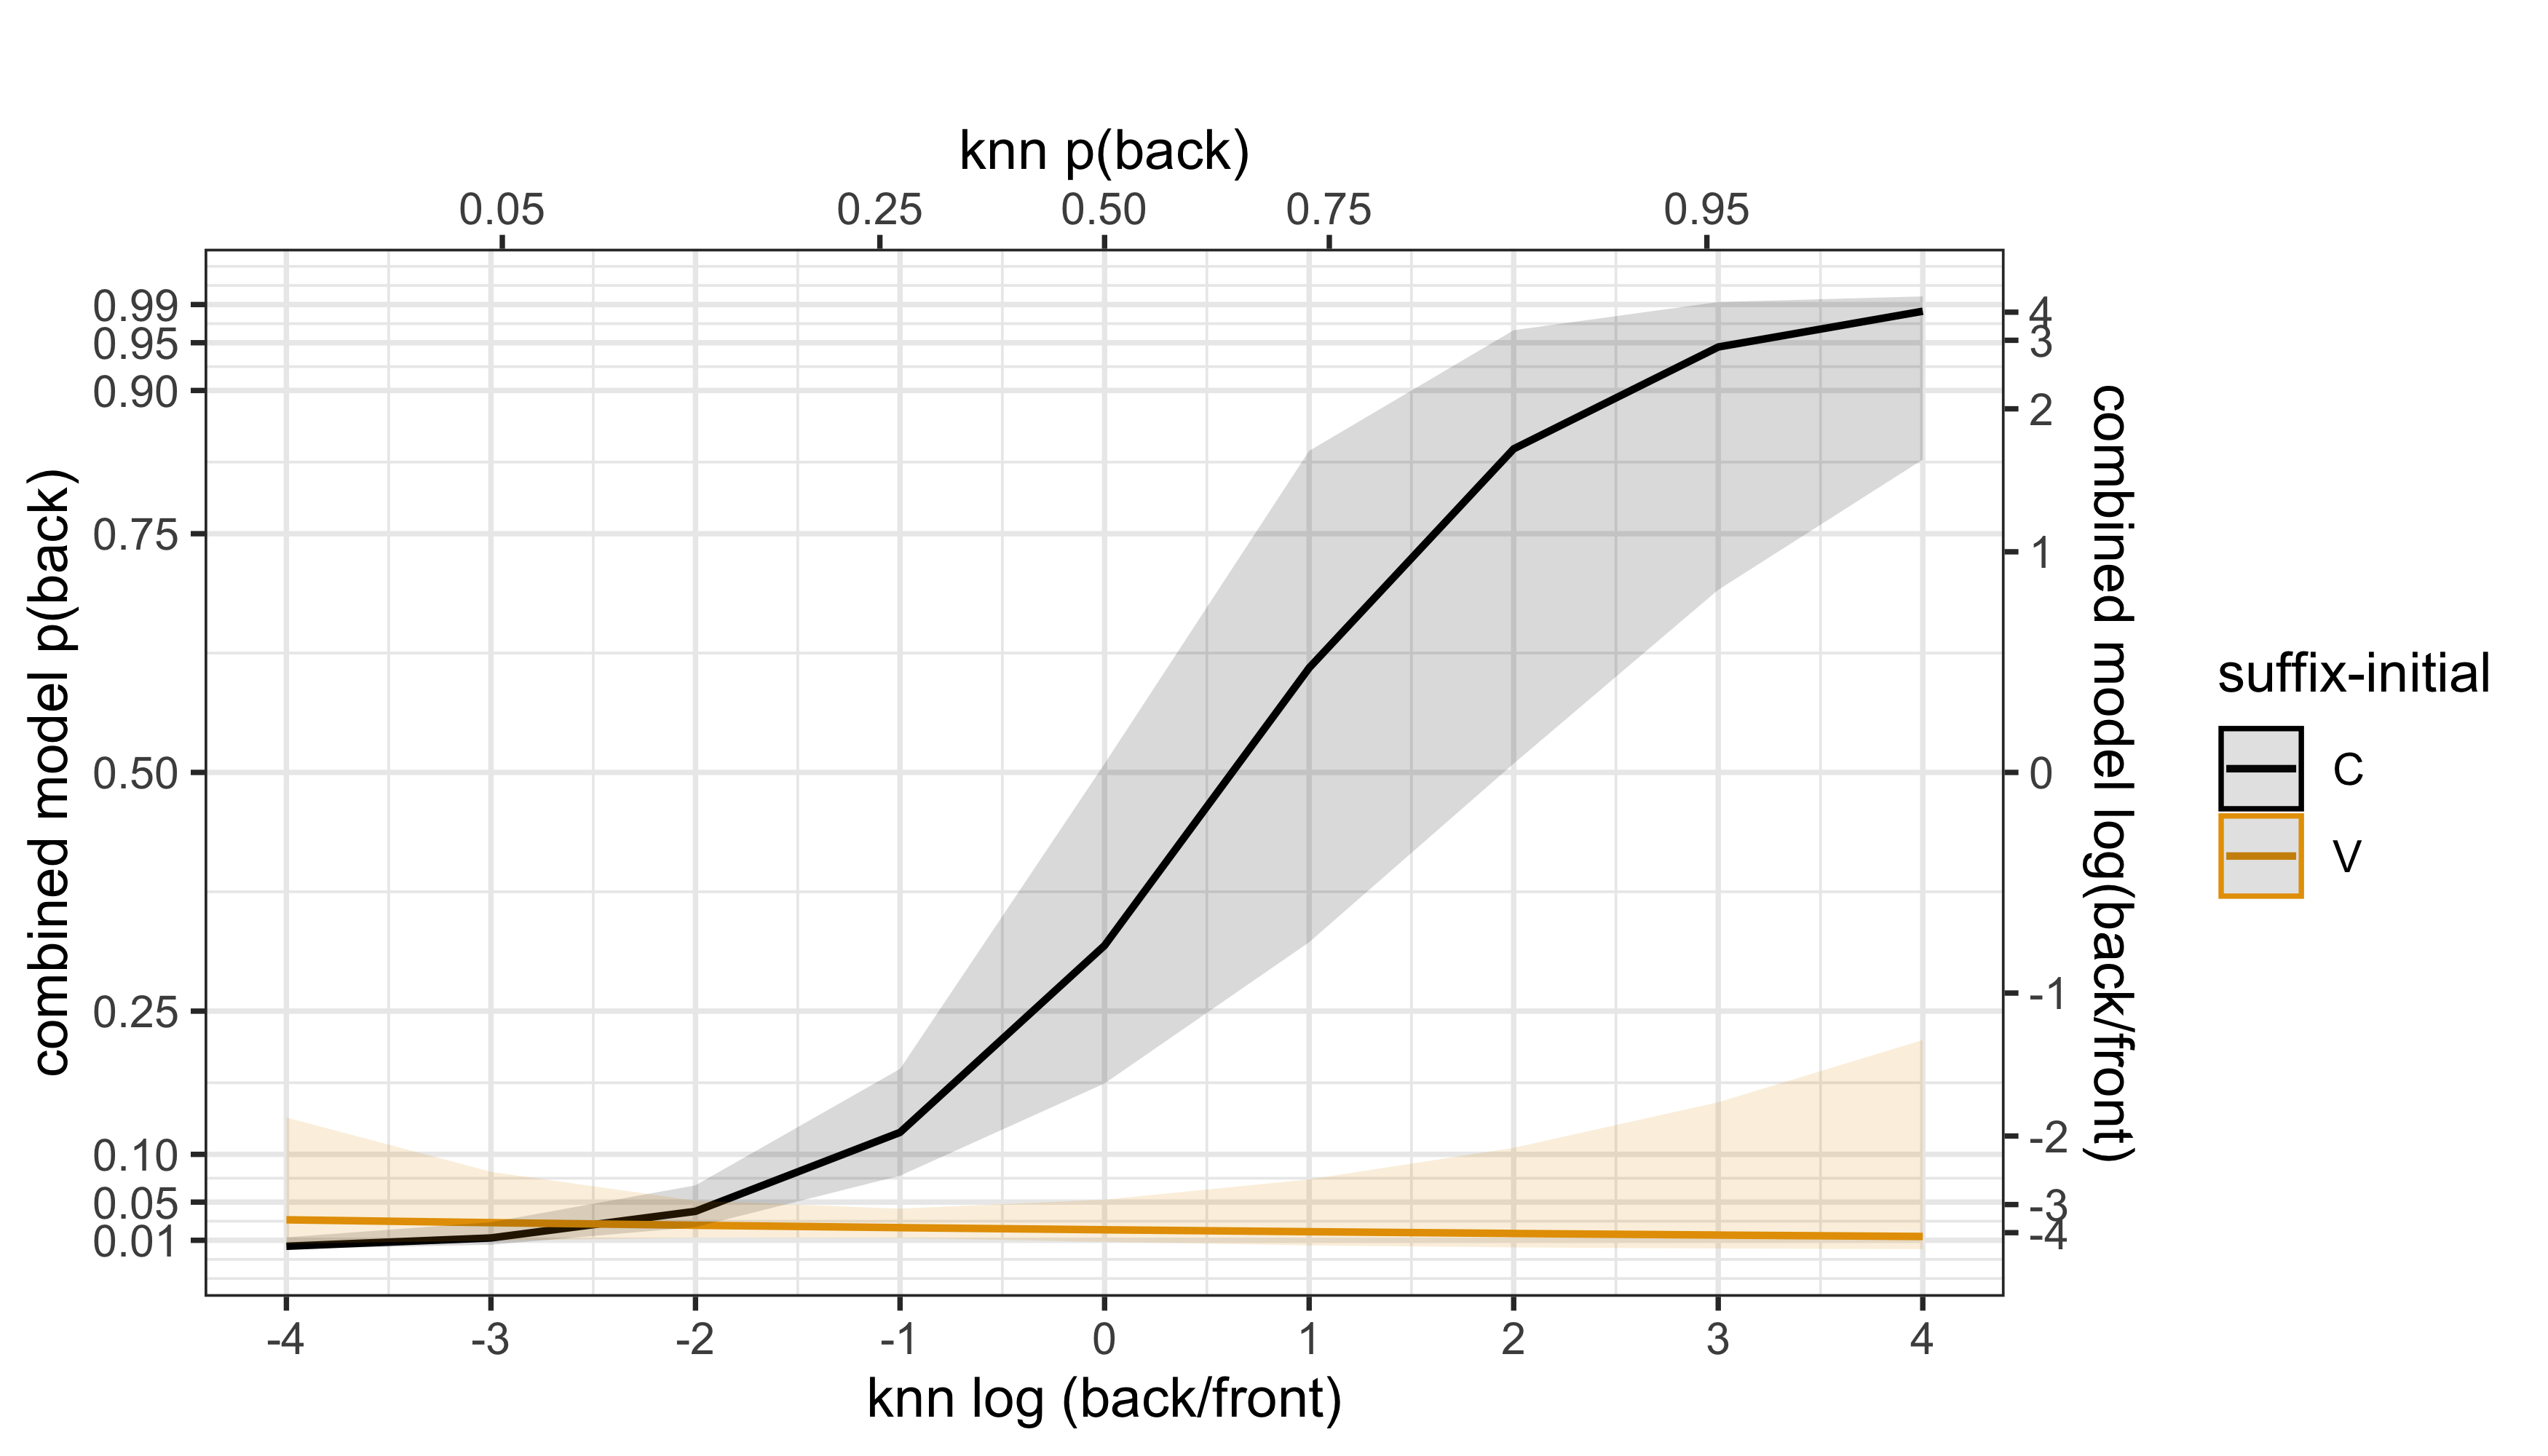 knn p(back)
0.05 0.25 0.50 0.75 0.95
combined model p(back)
0.99
0.95
0.90
0.75
0.50
0.25
0.10
0.05
0.01
4
3
2
1
0
-1
-2
-3
-4
combined model log(back/front)
-4 -3 -2 -1 0 1 2 3 4
knn log (back/front)
suffix-initial
C
V